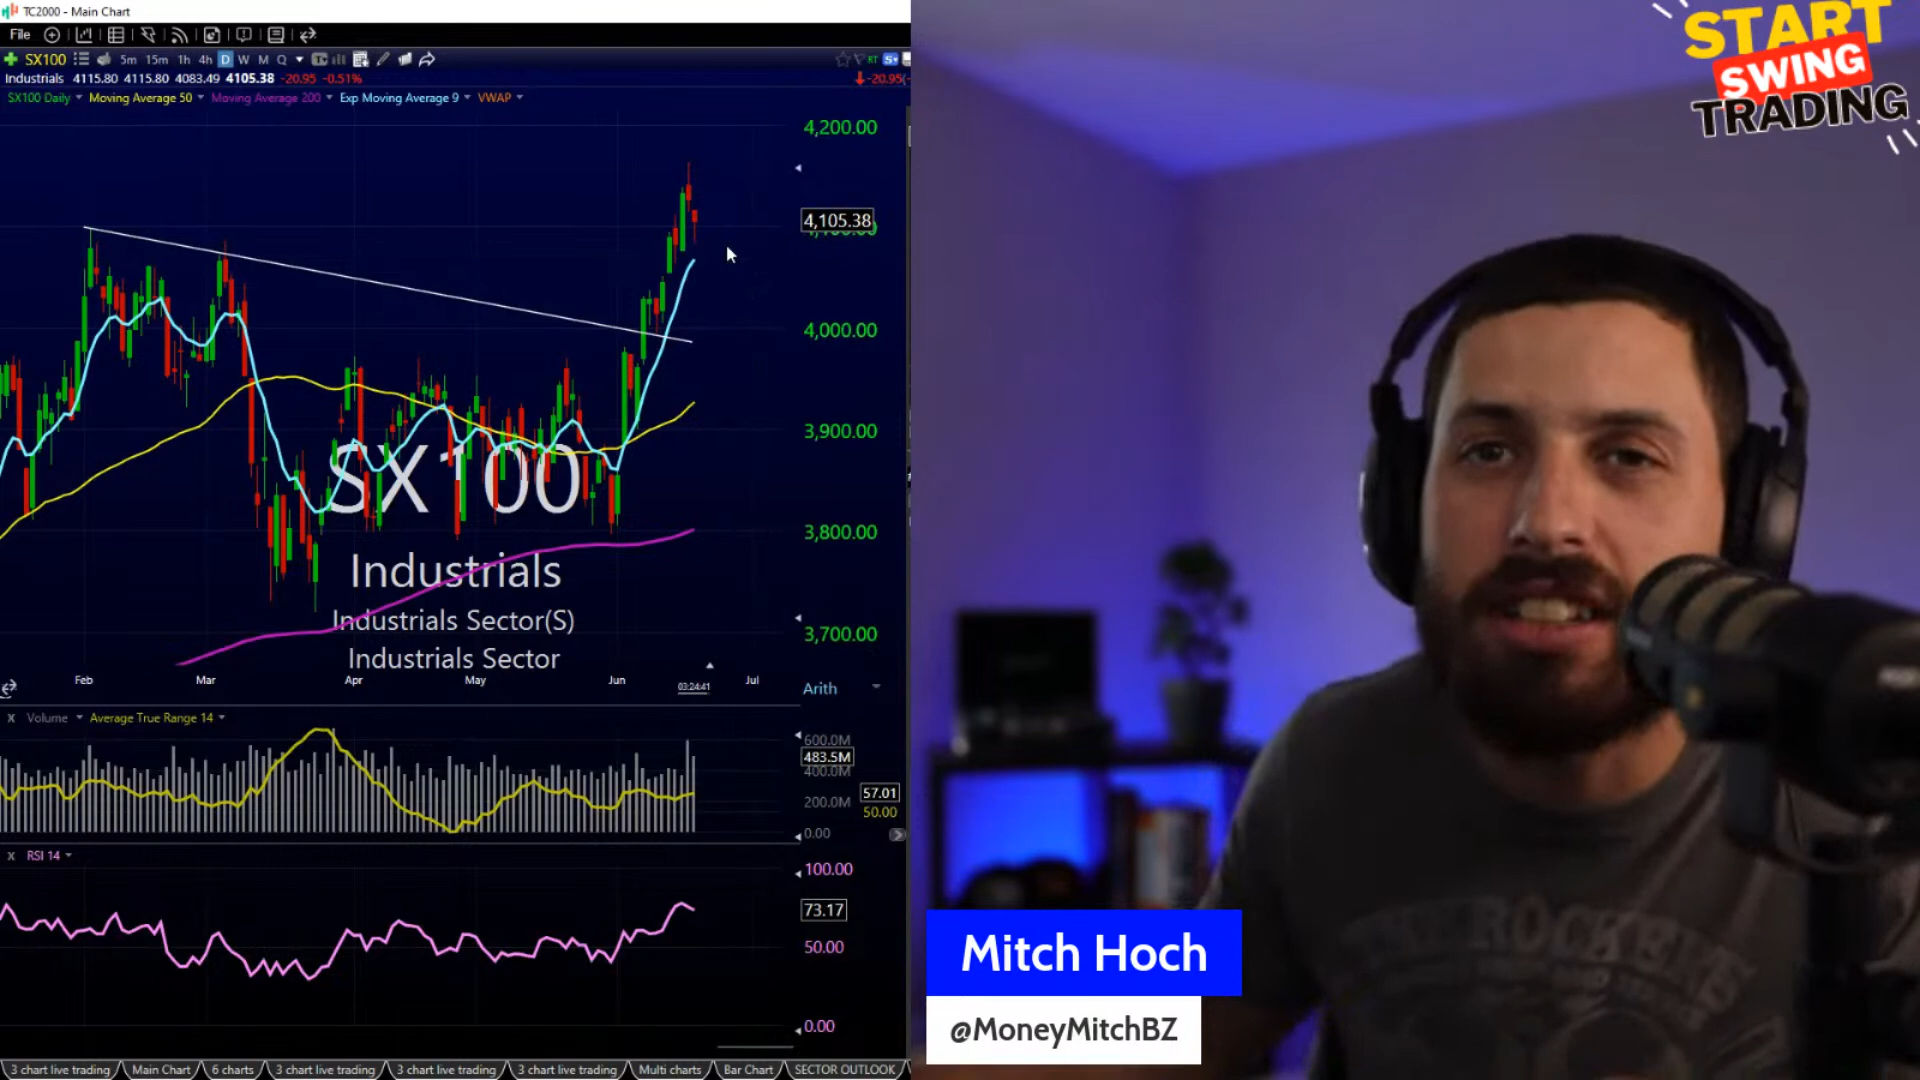 TC2000 - Main Chart
File
SX100 5m 15m 1h 4h D W M Q
Industrials 4115.80 4115.80 4083.49 4105.38 -20.95 -0.51%
SX100 Daily Moving Average 50 Moving Average 200 Exp Moving Average 9 VWAP
4,200.00
4,105.38
4,000.00
3,900.00
3,800.00
3,700.00
SX100
Industrials
Industrials Sector(S)
Industrials Sector
Feb Mar Apr May Jun 03:24:41 Jul
Arith
X Volume Average True Range 14
600.0M
483.5M
400.0M
200.0M
0.00
57.01
50.00
X RSI 14
100.00
73.17
50.00
0.00
3 chart live trading Main Chart 6 charts 3 chart live trading 3 chart live trading 3 chart live trading Multi charts Bar Chart SECTOR OUTLOOK
START
SWING
TRADING
THE ROCKET
Mitch Hoch
@MoneyMitchBZ